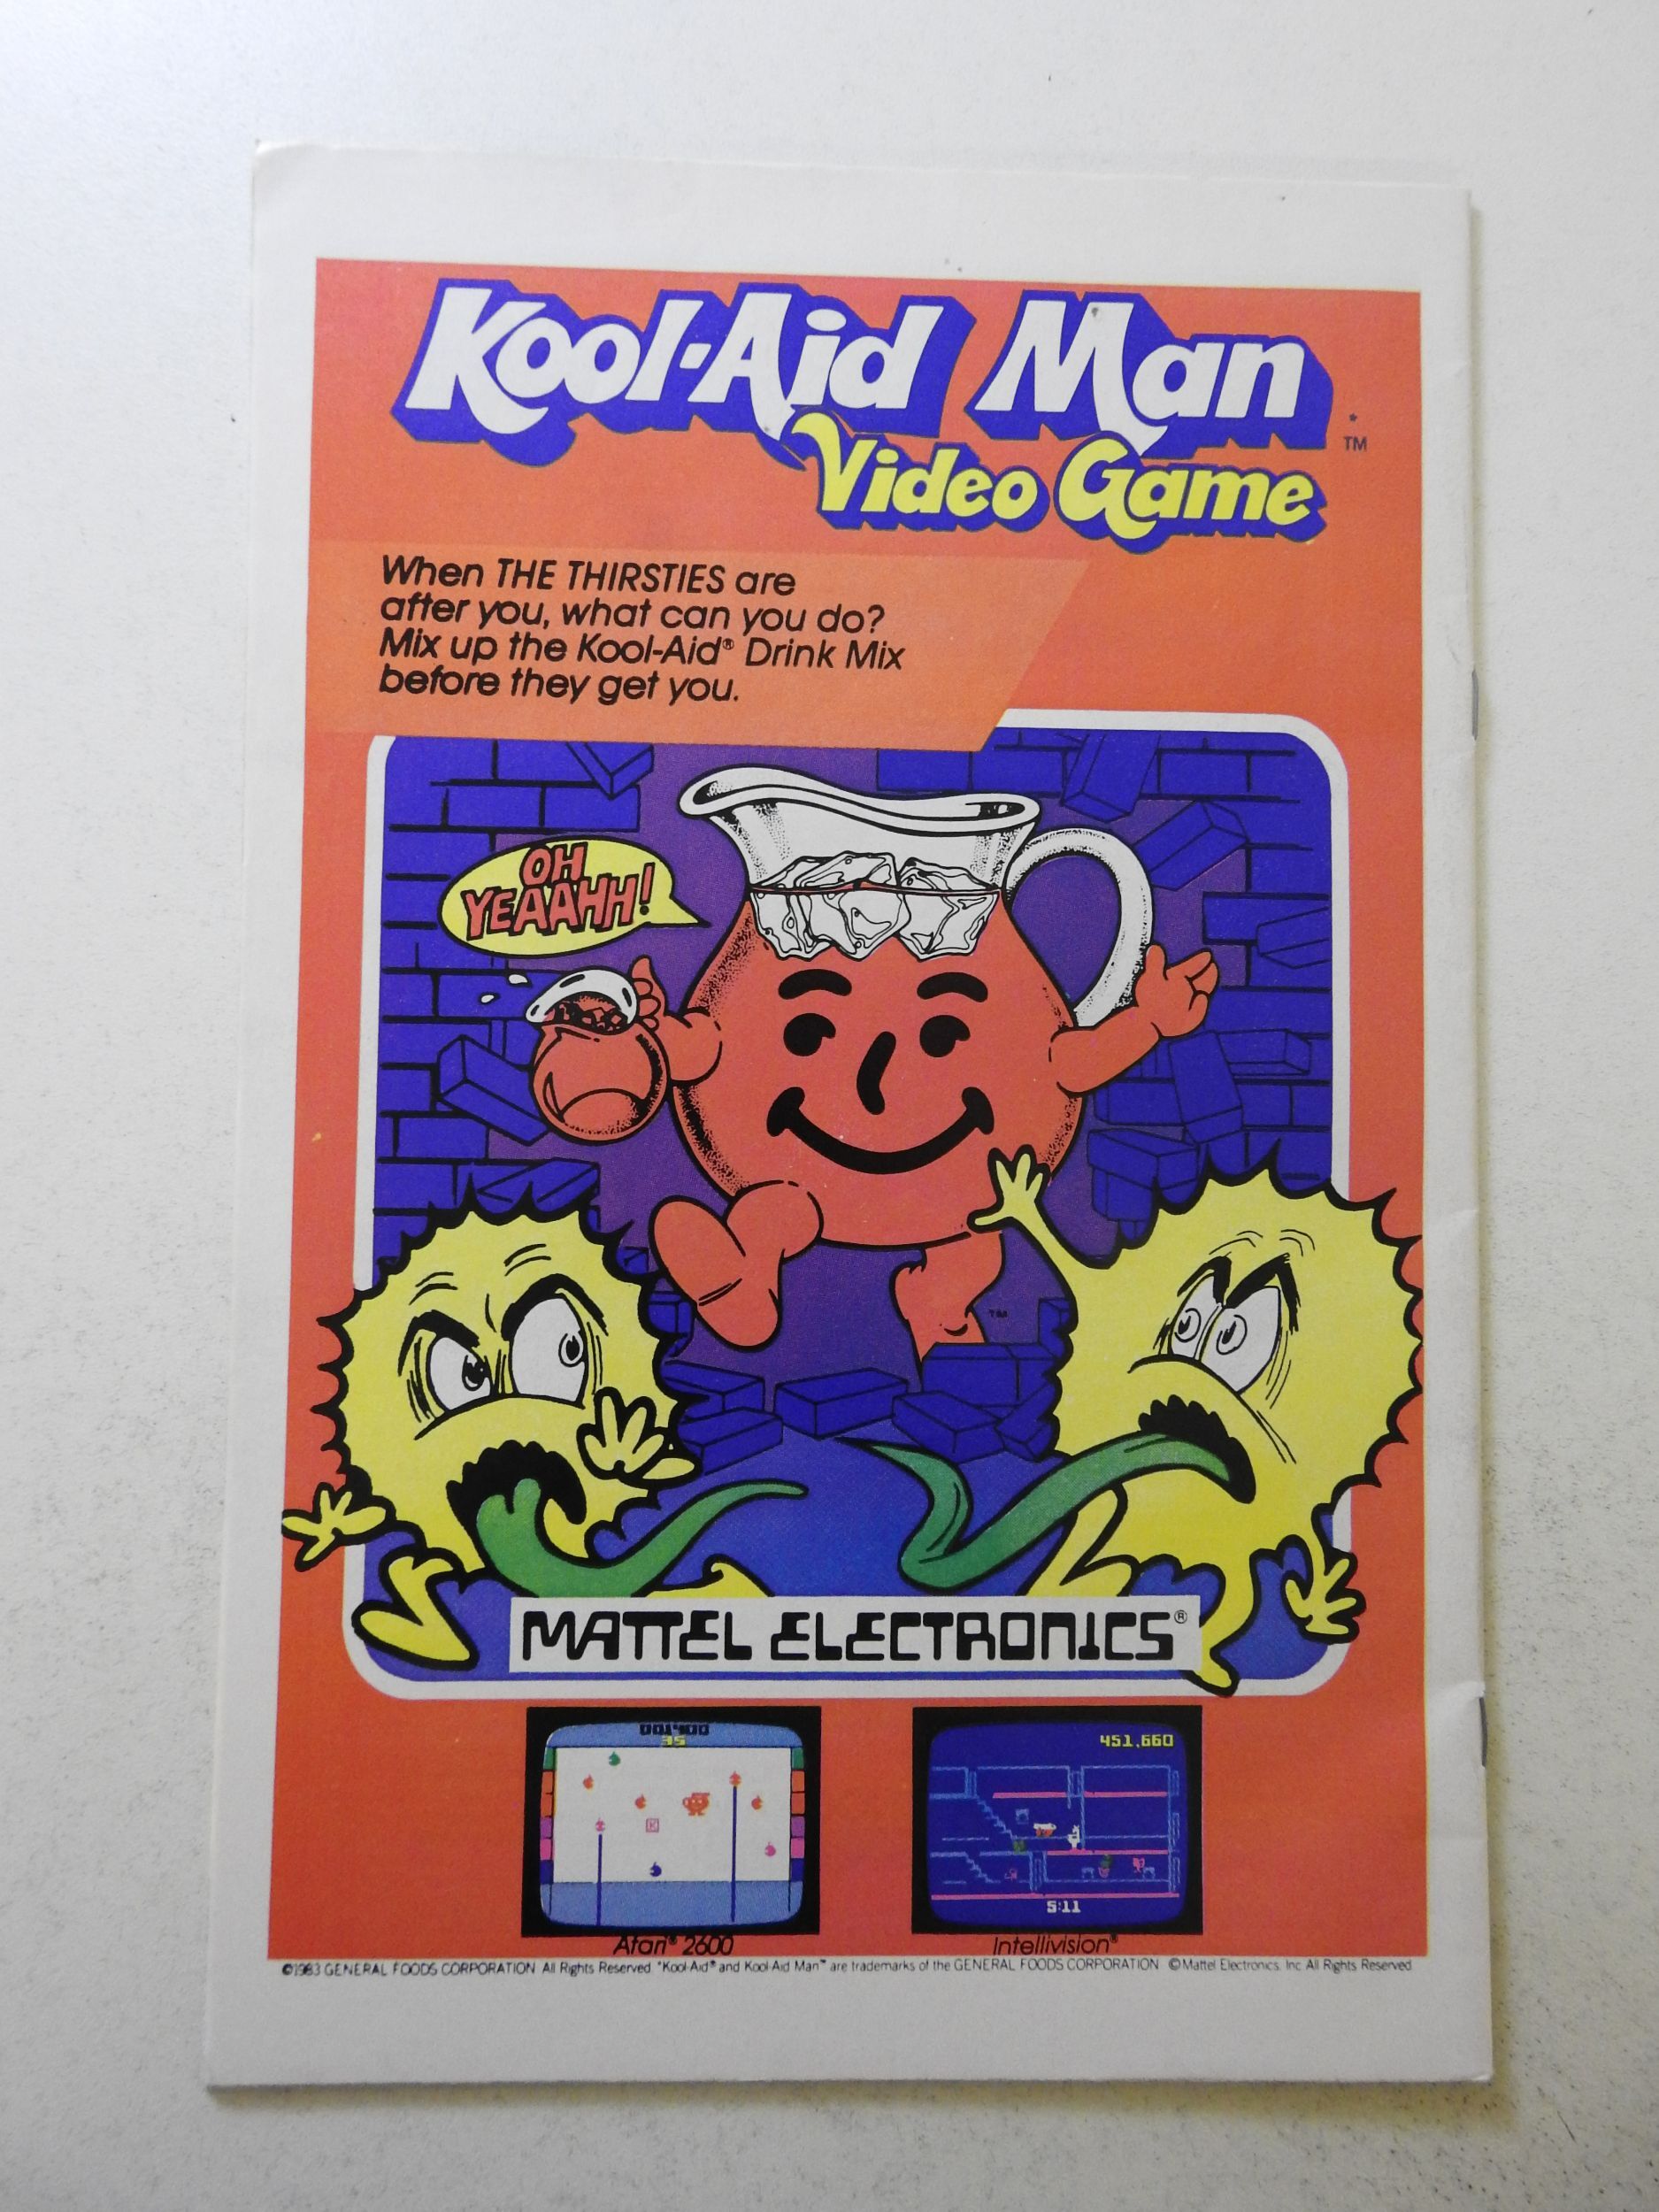 Kool-Aid Man
TM
Video Game
When THE THIRSTIES are
after you, what can you do?
Mix up the Kool-Aid® Drink Mix
before they get you.
OH
YEAAHH!
TM
MATTEL ELECTRONICS®
001400
35
451,660
5:11
Atari® 2600
Intellivision®
©1983 GENERAL FOODS CORPORATION All Rights Reserved "Kool-Aid® and Kool-Aid Man™ are trademarks of the GENERAL FOODS CORPORATION ©Mattel Electronics, Inc All Rights Reserved